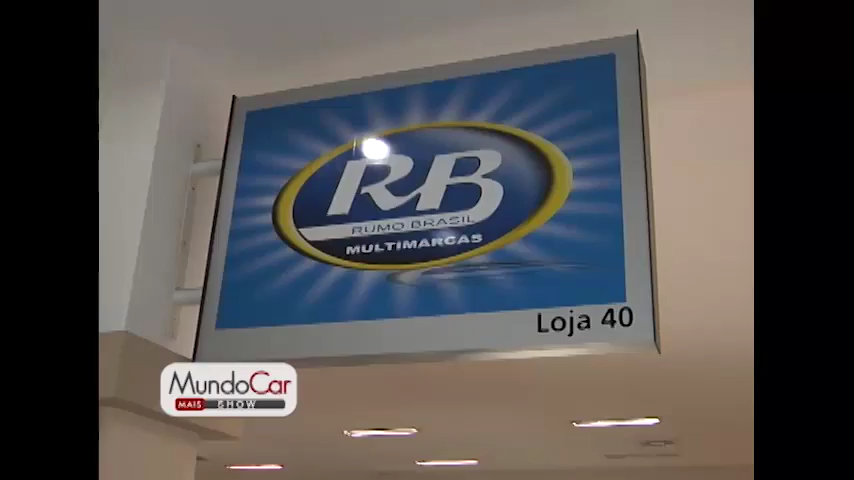 RB
RUMO BRASIL
MULTIMARCAS
Loja 40
MundoCar
MAIS SHOW